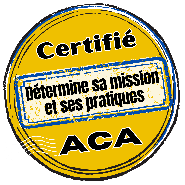 Certifié
Détermine sa mission
et ses pratiques
ACA